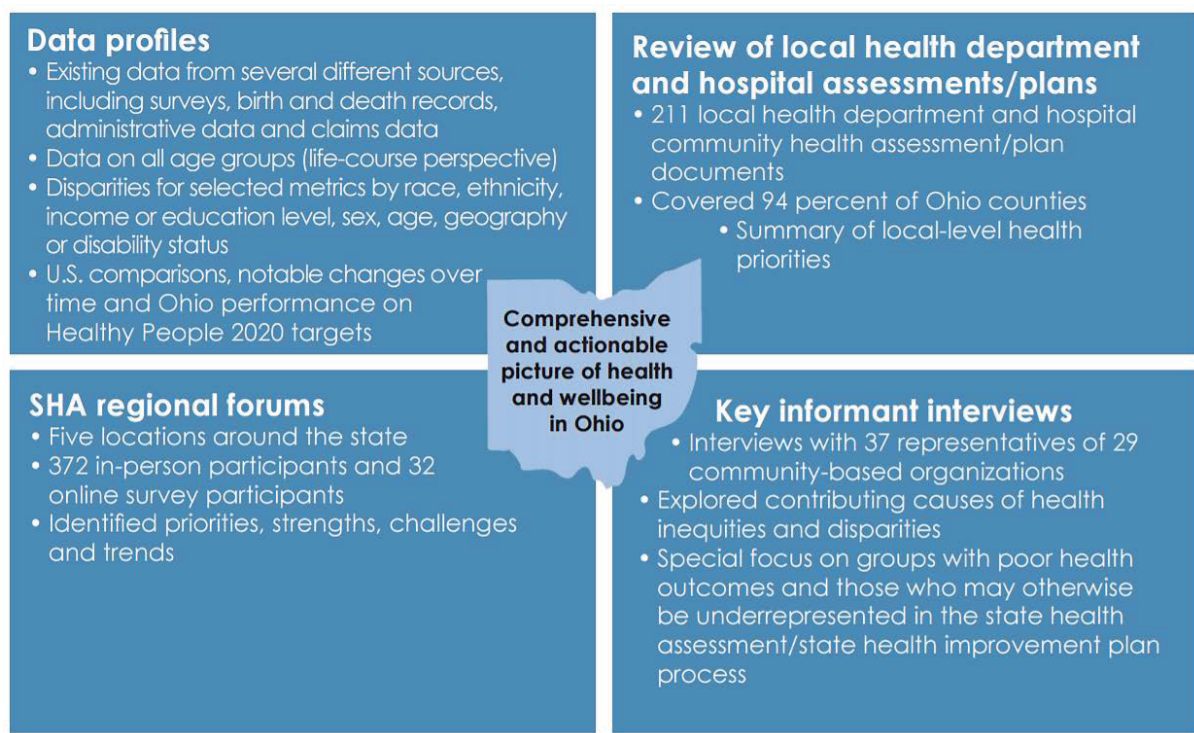 Data profiles
• Existing data from several different sources,
including surveys, birth and death records,
administrative data and claims data
• Data on all age groups (life-course perspective)
• Disparities for selected metrics by race, ethnicity,
income or education level, sex, age, geography
or disability status
• U.S. comparisons, notable changes over
time and Ohio performance on
Healthy People 2020 targets
Review of local health department
and hospital assessments/plans
• 211 local health department and hospital
community health assessment/plan
documents
• Covered 94 percent of Ohio counties
• Summary of local-level health
priorities
Comprehensive
and actionable
picture of health
and wellbeing
in Ohio
SHA regional forums
• Five locations around the state
• 372 in-person participants and 32
online survey participants
• Identified priorities, strengths, challenges
and trends
Key informant interviews
• Interviews with 37 representatives of 29
community-based organizations
• Explored contributing causes of health
inequities and disparities
• Special focus on groups with poor health
outcomes and those who may otherwise
be underrepresented in the state health
assessment/state health improvement plan
process